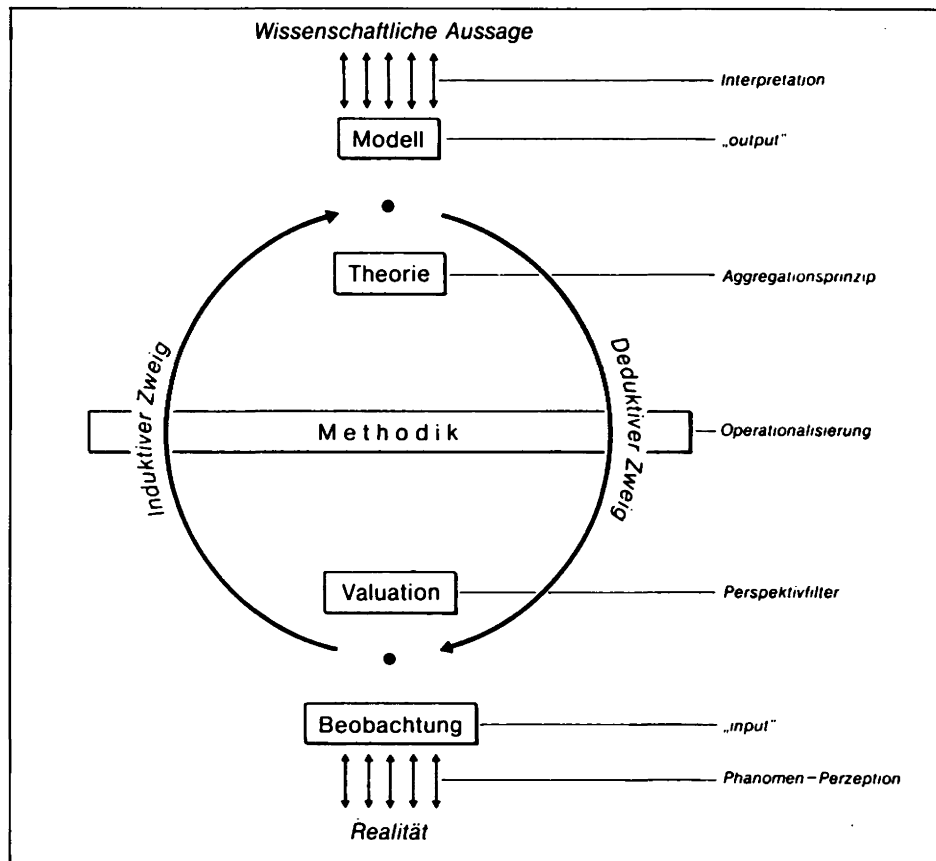 Wissenschaftliche Aussage
Interpretation
Modell
„output"
Theorie
Aggregationsprinzip
Induktiver Zweig
Deduktiver Zweig
Methodik
Operationalisierung
Valuation
Perspektivfilter
Beobachtung
„input"
Phanomen-Perzeption
Realität